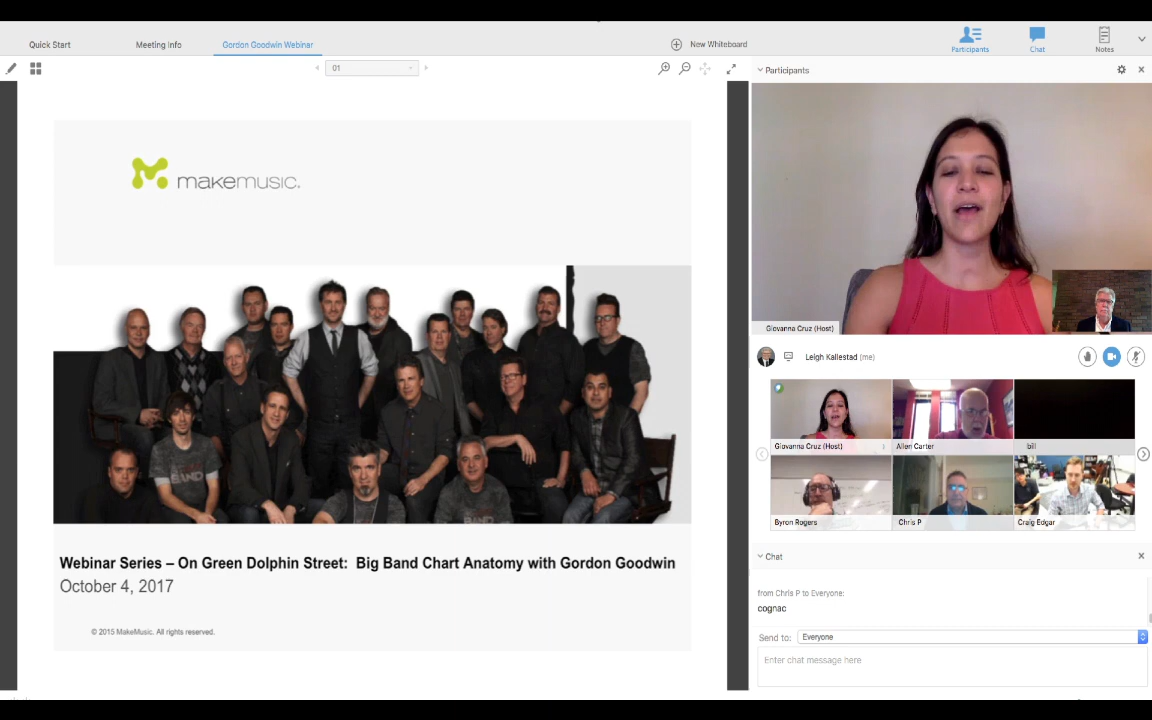 Quick Start
Meeting Info
Gordon Goodwin Webinar
New Whiteboard
Participants
Chat
Notes
01
Participants
makemusic.
Giovanna Cruz (Host)
Leigh Kallestad (me)
Giovanna Cruz (Host)
Allen Carter
bill
Byron Rogers
Chris P
Craig Edgar
Webinar Series – On Green Dolphin Street: Big Band Chart Anatomy with Gordon Goodwin
October 4, 2017
© 2015 MakeMusic. All rights reserved.
Chat
from Chris P to Everyone:
cognac
Send to:
Everyone
Enter chat message here